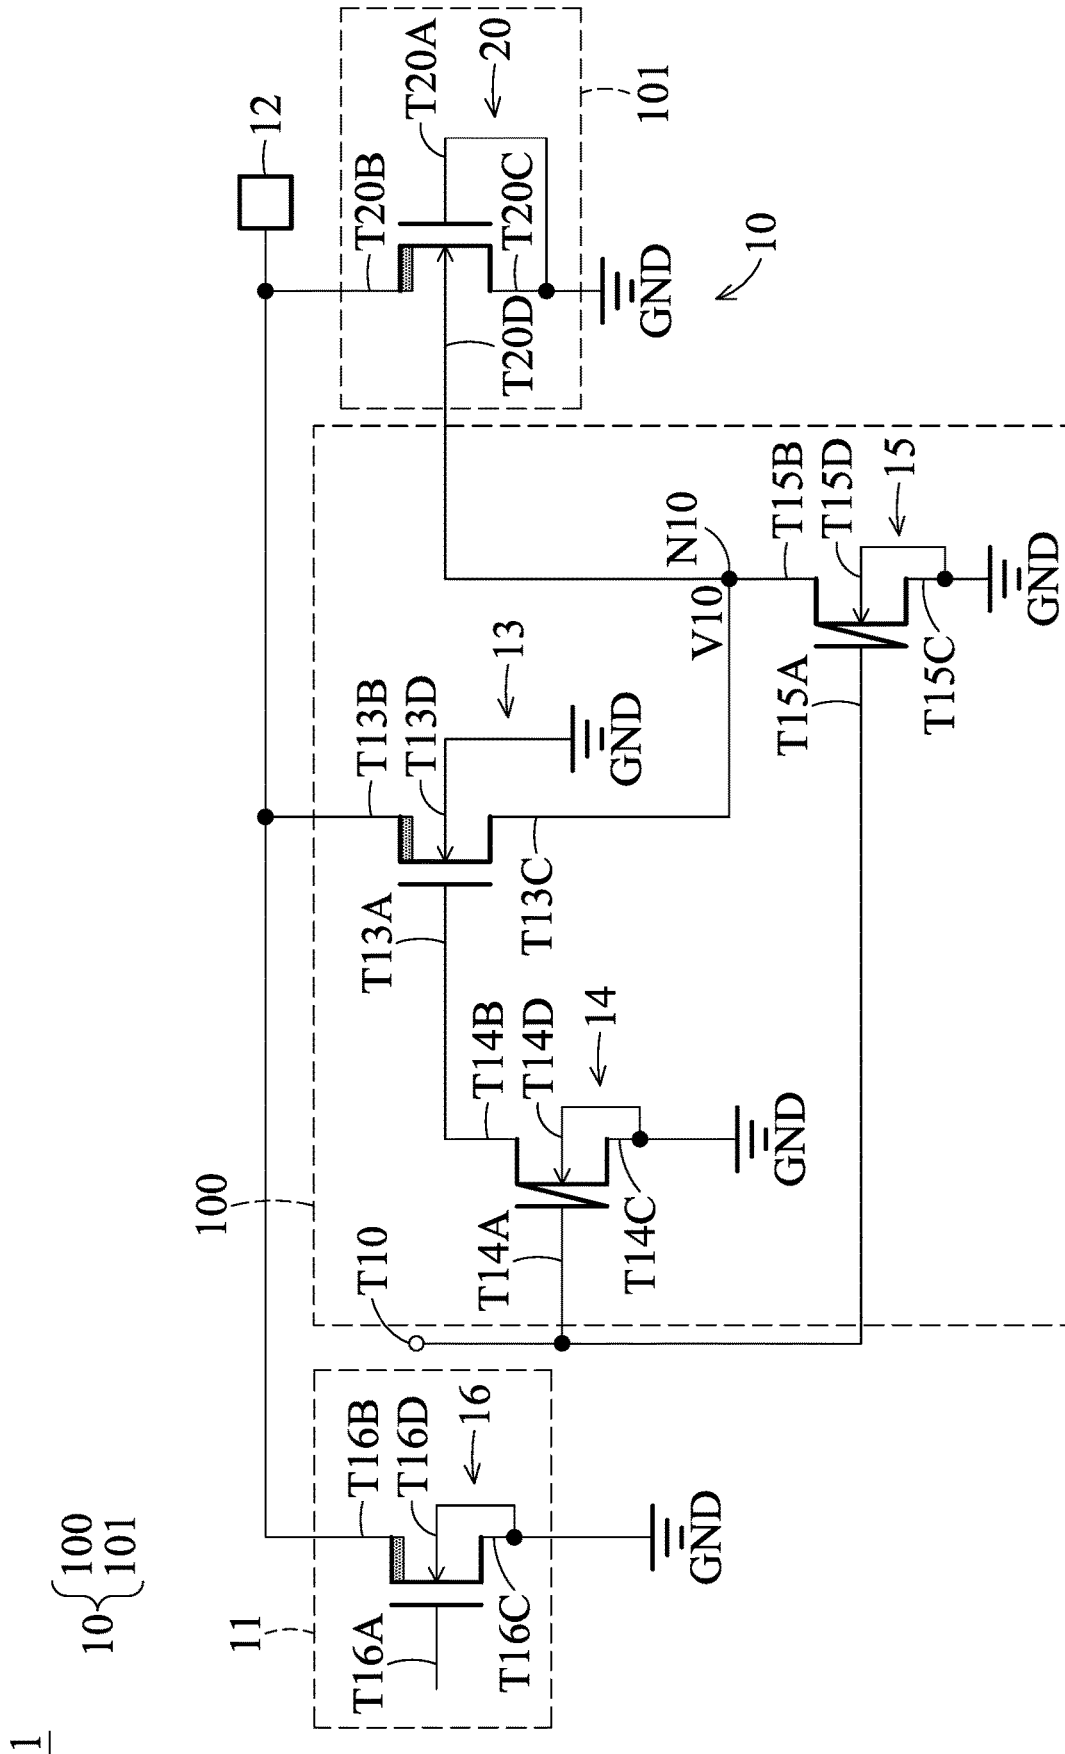 1
10 { 100
101
12
T20B
T20A
20
T20C
T20D
101
GND
10
100
T10
T13B
T13D
13
T13A
T13C
GND
N10
V10
T14B
T14D
14
T14A
T14C
GND
T15B
T15D
15
T15A
T15C
GND
11
T16B
T16D
16
T16A
T16C
GND